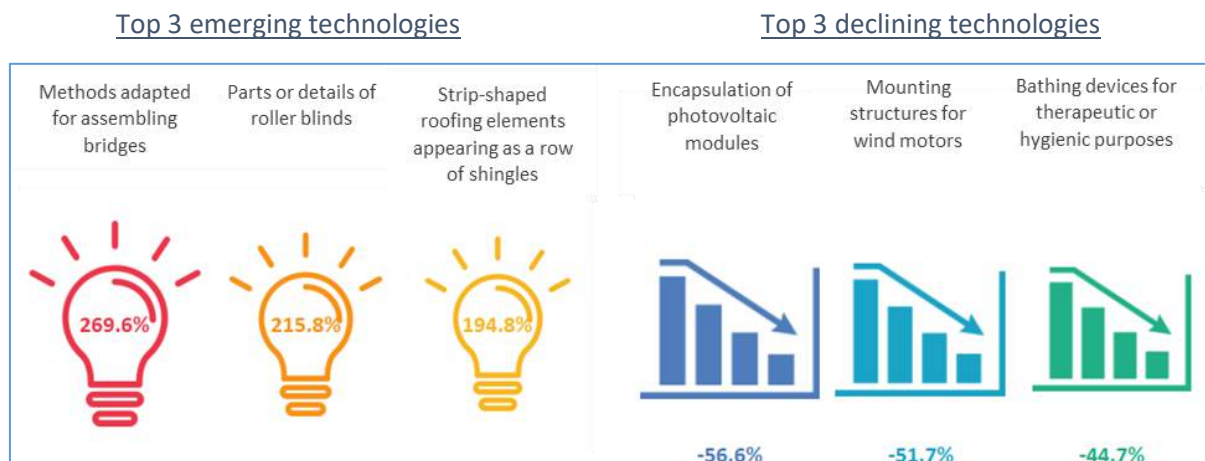 Top 3 emerging technologies
Methods adapted
for assembling
bridges
Parts or details of
roller blinds
Strip-shaped
roofing elements
appearing as a row
of shingles
269.6%
215.8%
194.8%
Top 3 declining technologies
Encapsulation of
photovoltaic
modules
Mounting
structures for
wind motors
Bathing devices for
therapeutic or
hygienic purposes
-56.6%
-51.7%
-44.7%